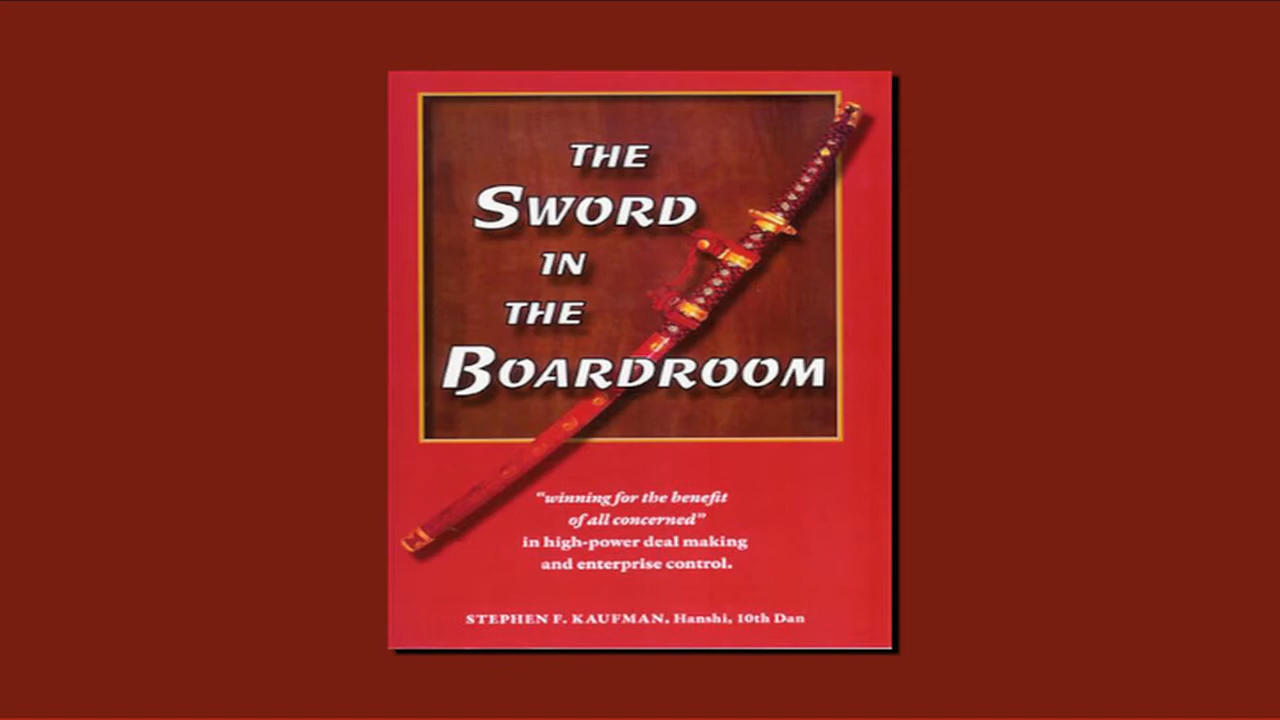 THE
SWORD
IN
THE
BOARDROOM
“winning for the benefit
of all concerned”
in high-power deal making
and enterprise control.
STEPHEN F. KAUFMAN, Hanshi, 10th Dan